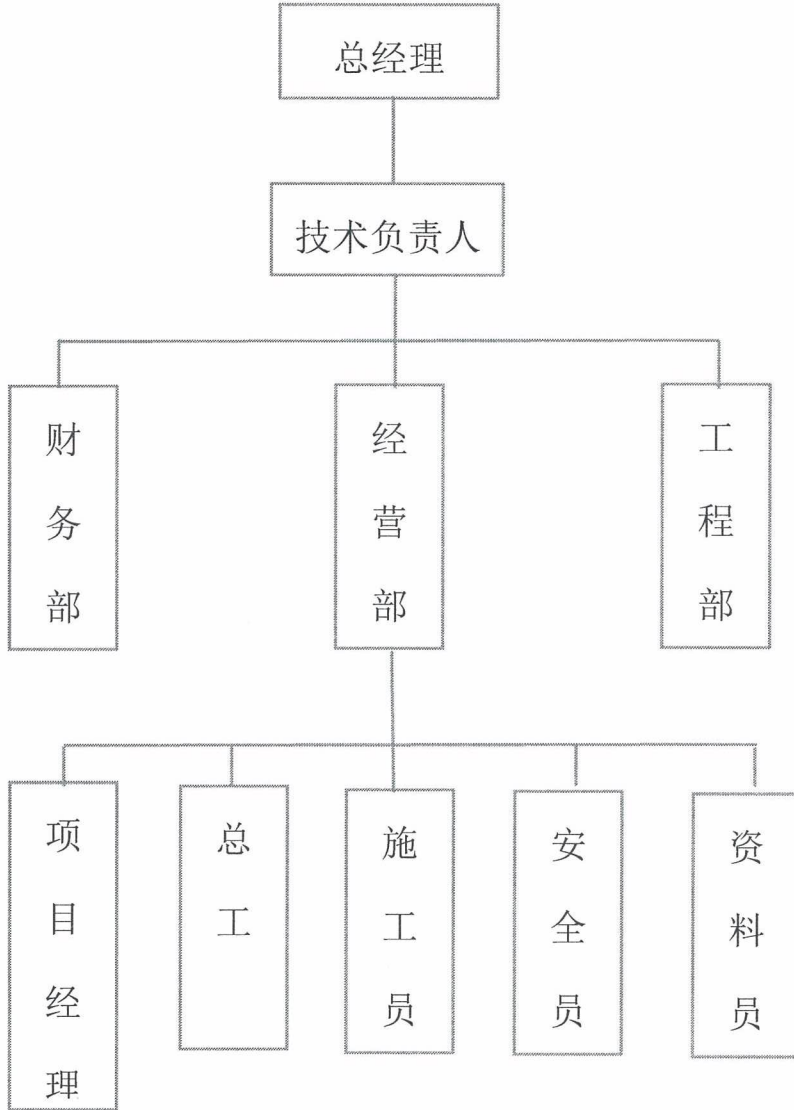 总经理
技术负责人
财务部
经营部
工程部
项目经理
总工
施工员
安全员
资料员